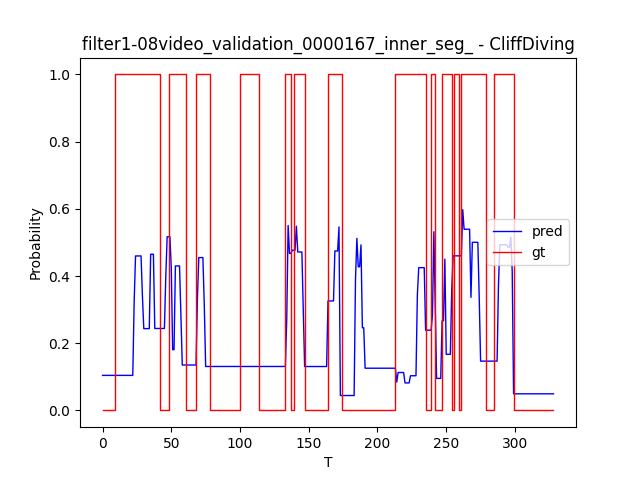 filter1-08video_validation_0000167_inner_seg_ - CliffDiving
1.0
0.8
0.6
0.4
0.2
0.0
Probability
pred
gt
0 50 100 150 200 250 300
T